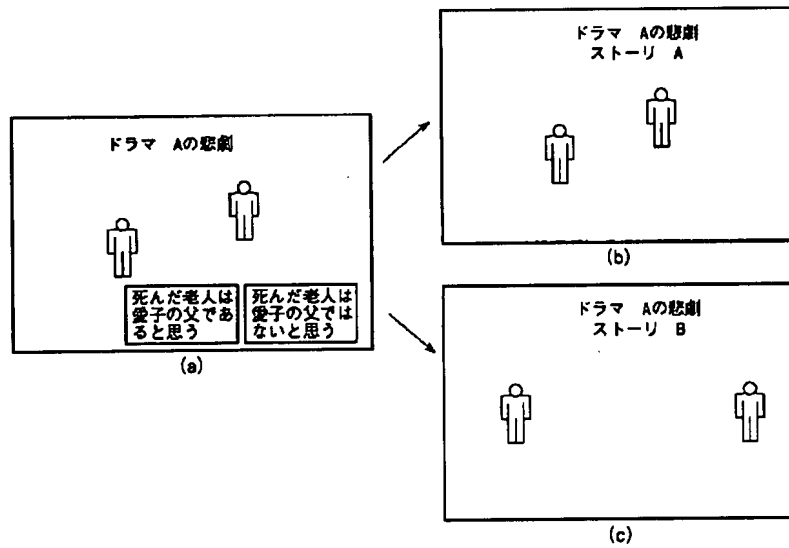 ドラマ Aの悲劇
死んだ老人は
愛子の父であ
ると思う
死んだ老人は
愛子の父では
ないと思う
(a)
ドラマ Aの悲劇
ストーリ A
(b)
ドラマ Aの悲劇
ストーリ B
(c)